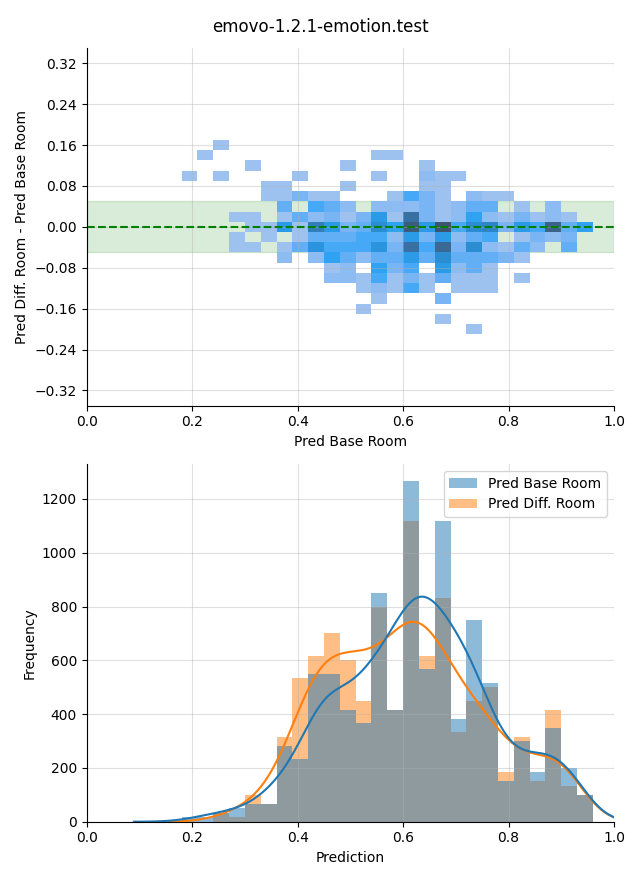 emovo-1.2.1-emotion.test
Pred Diff. Room - Pred Base Room
0.32
0.24
0.16
0.08
0.00
−0.08
−0.16
−0.24
−0.32
0.0 0.2 0.4 0.6 0.8 1.0
Pred Base Room
Frequency
1200
1000
800
600
400
200
0
Pred Base Room
Pred Diff. Room
0.0 0.2 0.4 0.6 0.8 1.0
Prediction